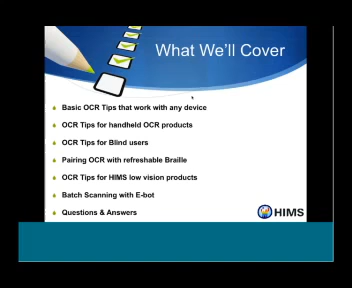 What We'll Cover
Basic OCR Tips that work with any device
OCR Tips for handheld OCR products
OCR Tips for Blind users
Pairing OCR with refreshable Braille
OCR Tips for HIMS low vision products
Batch Scanning with E-bot
Questions & Answers
HIMS